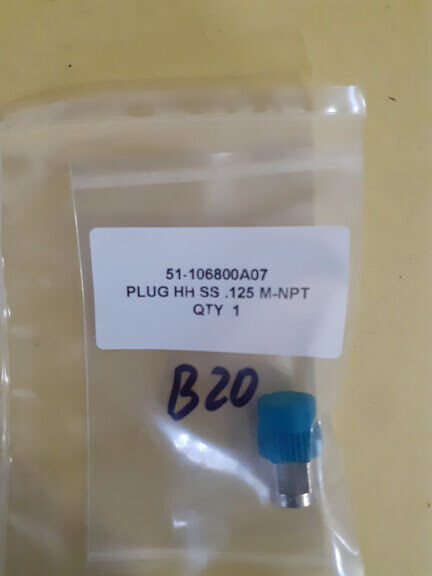 51-106800A07
PLUG HH SS .125 M-NPT
QTY 1
B20